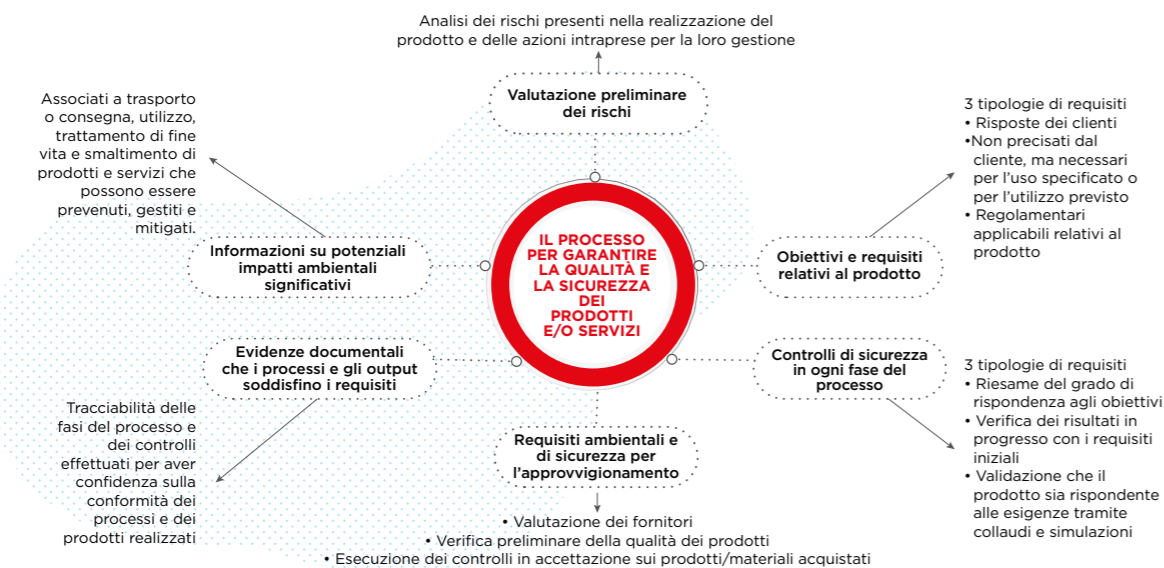 Analisi dei rischi presenti nella realizzazione del
prodotto e delle azioni intraprese per la loro gestione
Valutazione preliminare
dei rischi
Associati a trasporto
o consegna, utilizzo,
trattamento di fine
vita e smaltimento di
prodotti e servizi che
possono essere
prevenuti, gestiti e
mitigati.
Informazioni su potenziali
impatti ambientali
significativi
IL PROCESSO
PER GARANTIRE
LA QUALITÀ E
LA SICUREZZA
DEI
PRODOTTI
E/O SERVIZI
3 tipologie di requisiti
• Risposte dei clienti
•Non precisati dal
cliente, ma necessari
per l'uso specificato o
per l'utilizzo previsto
• Regolamentari
applicabili relativi al
prodotto
Obiettivi e requisiti
relativi al prodotto
Evidenze documentali
che i processi e gli output
soddisfino i requisiti
Tracciabilità delle
fasi del processo e
dei controlli
effettuati per aver
confidenza sulla
conformità dei
processi e dei
prodotti realizzati
Controlli di sicurezza
in ogni fase del
processo
3 tipologie di requisiti
• Riesame del grado di
rispondenza agli obiettivi
• Verifica dei risultati in
progresso con i requisiti
iniziali
• Validazione che il
prodotto sia rispondente
alle esigenze tramite
collaudi e simulazioni
Requisiti ambientali e
di sicurezza per
l'approvvigionamento
• Valutazione dei fornitori
• Verifica preliminare della qualità dei prodotti
• Esecuzione dei controlli in accettazione sui prodotti/materiali acquistati